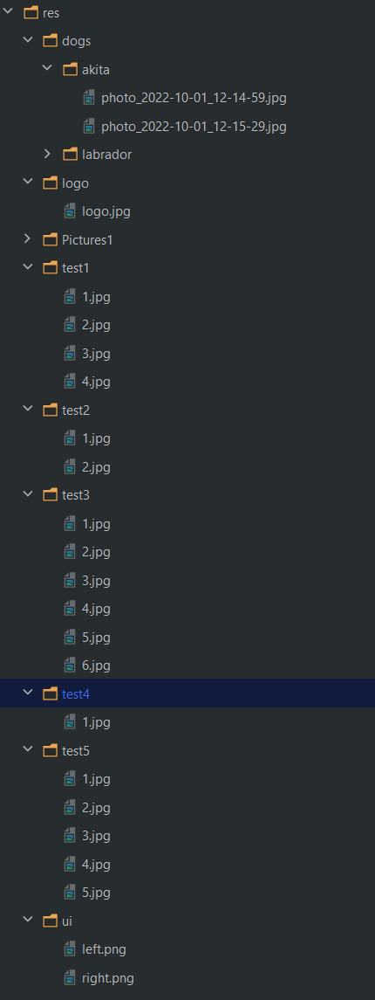 res
dogs
akita
photo_2022-10-01_12-14-59.jpg
photo_2022-10-01_12-15-29.jpg
labrador
logo
logo.jpg
Pictures1
test1
1.jpg
2.jpg
3.jpg
4.jpg
test2
1.jpg
2.jpg
test3
1.jpg
2.jpg
3.jpg
4.jpg
5.jpg
6.jpg
test4
1.jpg
test5
1.jpg
2.jpg
3.jpg
4.jpg
5.jpg
ui
left.png
right.png